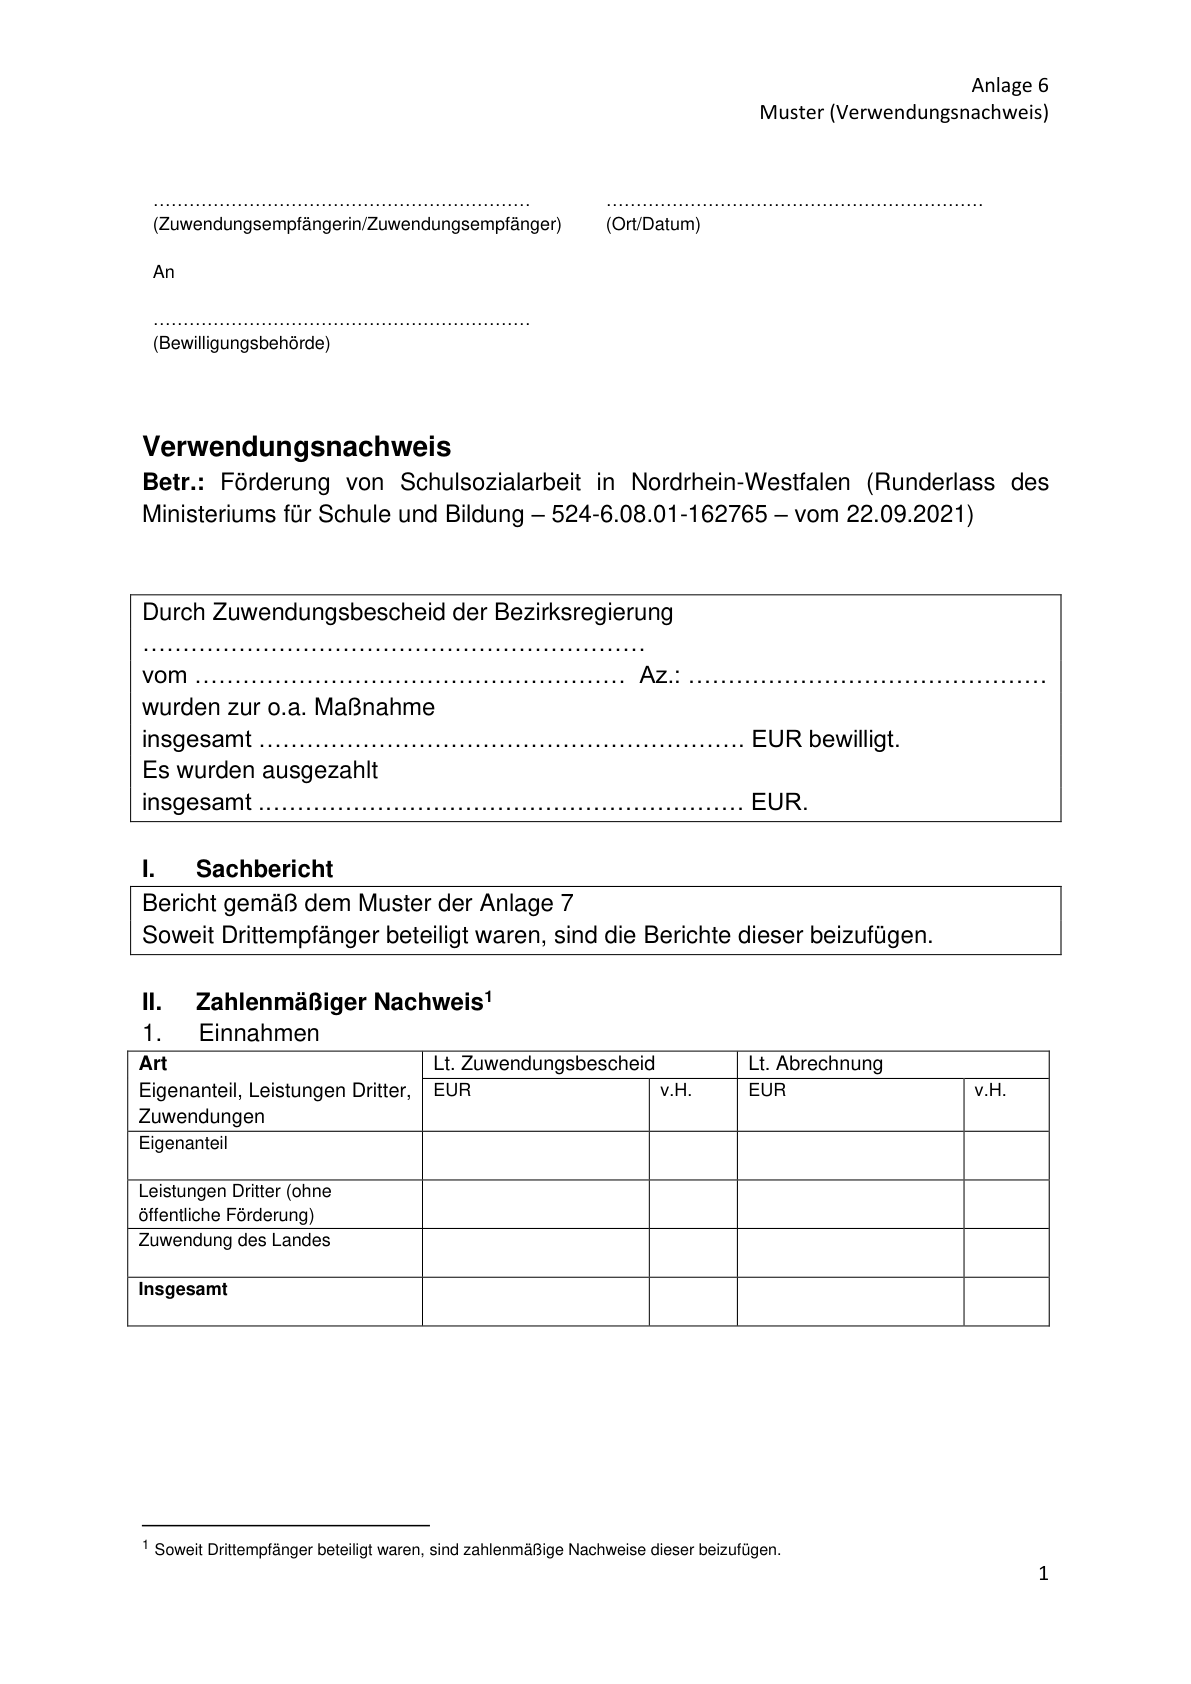 Anlage 6
Muster (Verwendungsnachweis)
……………………………………………………… ………………………………………………………
(Zuwendungsempfängerin/Zuwendungsempfänger) (Ort/Datum)
An
………………………………………………………
(Bewilligungsbehörde)
Verwendungsnachweis
Betr.: Förderung von Schulsozialarbeit in Nordrhein-Westfalen (Runderlass des
Ministeriums für Schule und Bildung – 524-6.08.01-162765 – vom 22.09.2021)
Durch Zuwendungsbescheid der Bezirksregierung
………………………………………………………
vom ……………………………………………… Az.: ………………………………………
wurden zur o.a. Maßnahme
insgesamt ……………………………………………………. EUR bewilligt.
Es wurden ausgezahlt
insgesamt …………………………………………………… EUR.
I. Sachbericht
Bericht gemäß dem Muster der Anlage 7
Soweit Drittempfänger beteiligt waren, sind die Berichte dieser beizufügen.
II. Zahlenmäßiger Nachweis¹
1. Einnahmen
Art Lt. Zuwendungsbescheid Lt. Abrechnung
Eigenanteil, Leistungen Dritter, EUR v.H. EUR v.H.
Zuwendungen
Eigenanteil
Leistungen Dritter (ohne
öffentliche Förderung)
Zuwendung des Landes
Insgesamt
¹ Soweit Drittempfänger beteiligt waren, sind zahlenmäßige Nachweise dieser beizufügen.
1